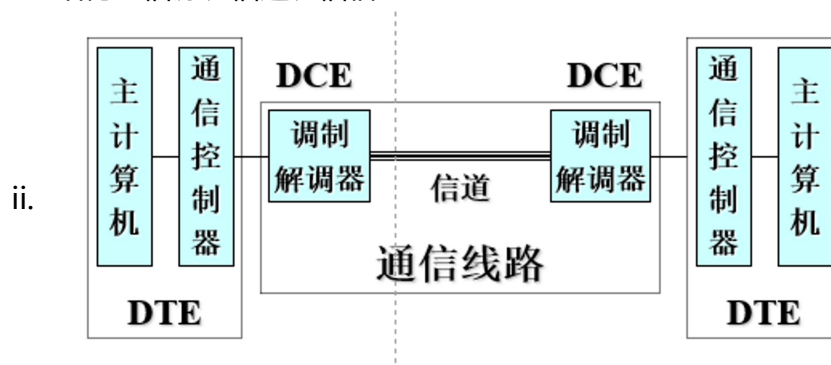 ii.
主计算机
通信控制器
DTE
DCE
调制
解调器
信道
通信线路
DCE
调制
解调器
通信控制器
主计算机
DTE